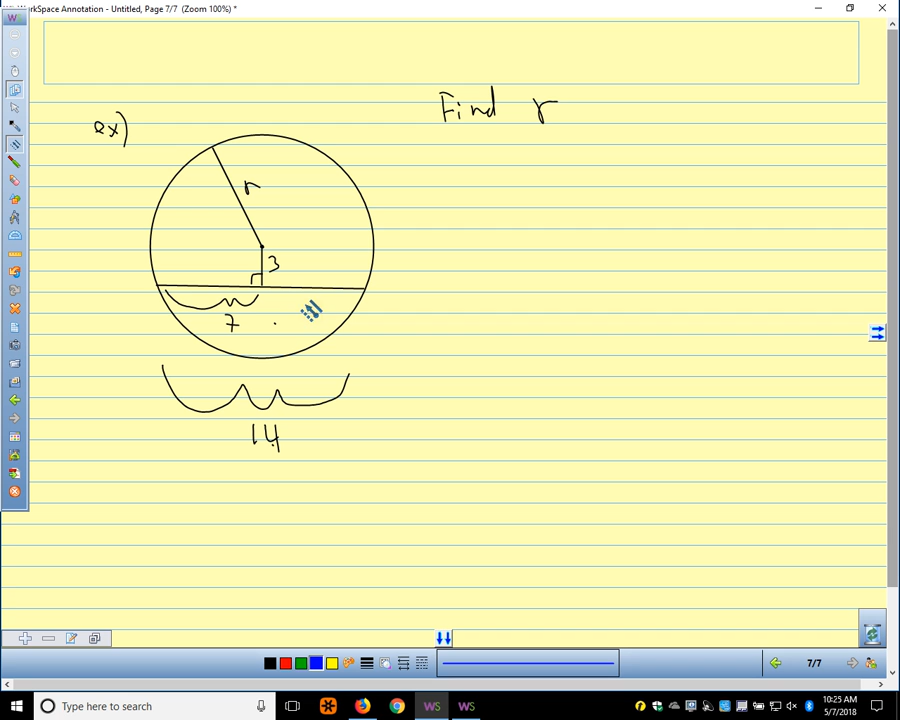 WorkSpace Annotation - Untitled, Page 7/7 (Zoom 100%) *
Find r
ex)
r
3
7
14
7/7
Type here to search
10:25 AM
5/7/2018